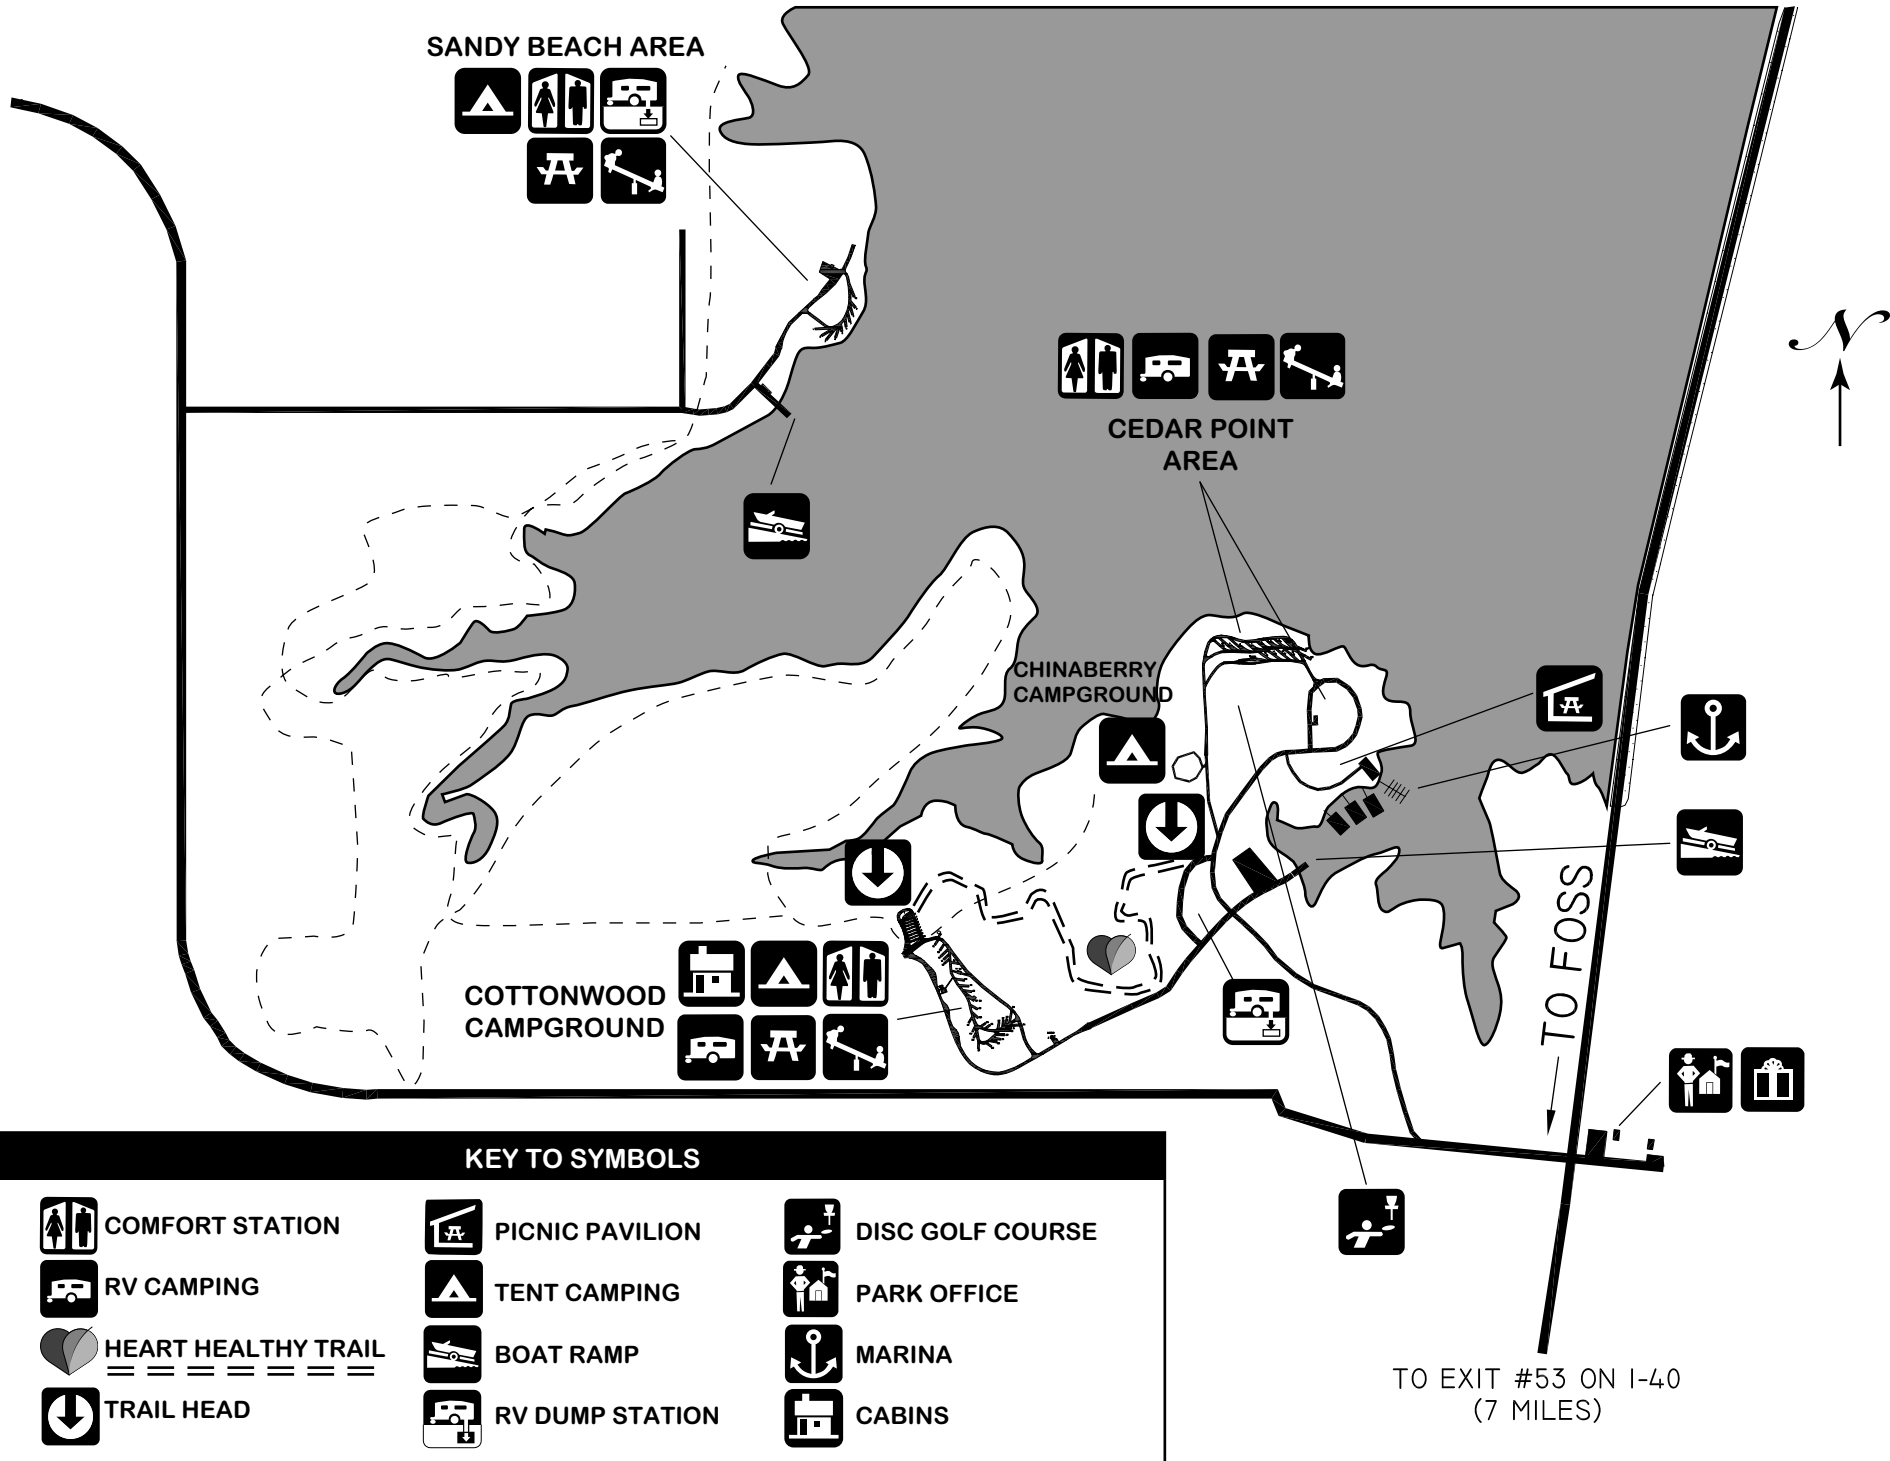 SANDY BEACH AREA
N
CEDAR POINT
AREA
CHINABERRY
CAMPGROUND
TO FOSS
COTTONWOOD
CAMPGROUND
KEY TO SYMBOLS
COMFORT STATION
RV CAMPING
HEART HEALTHY TRAIL
TRAIL HEAD
PICNIC PAVILION
TENT CAMPING
BOAT RAMP
RV DUMP STATION
DISC GOLF COURSE
PARK OFFICE
MARINA
CABINS
TO EXIT #53 ON I-40
(7 MILES)